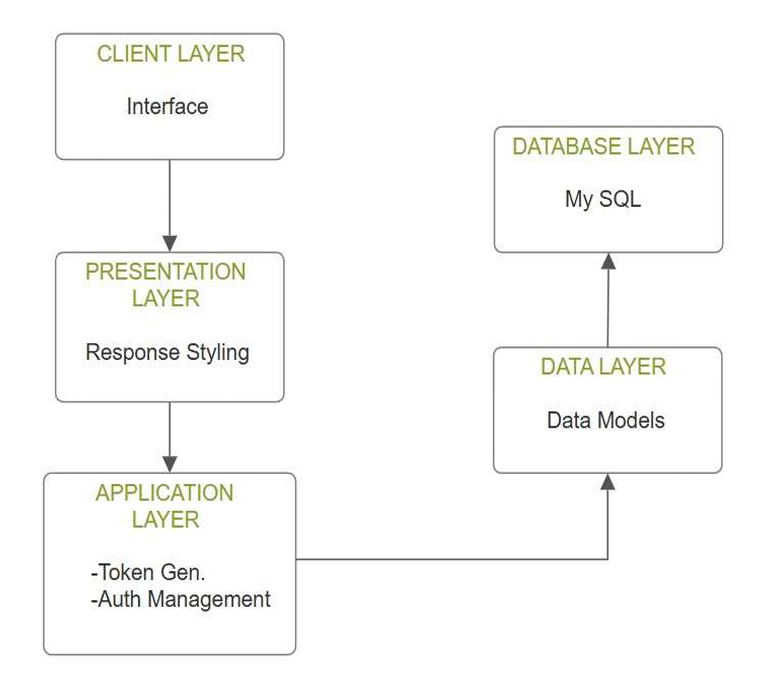 CLIENT LAYER
Interface
PRESENTATION
LAYER
Response Styling
APPLICATION
LAYER
-Token Gen.
-Auth Management
DATABASE LAYER
My SQL
DATA LAYER
Data Models